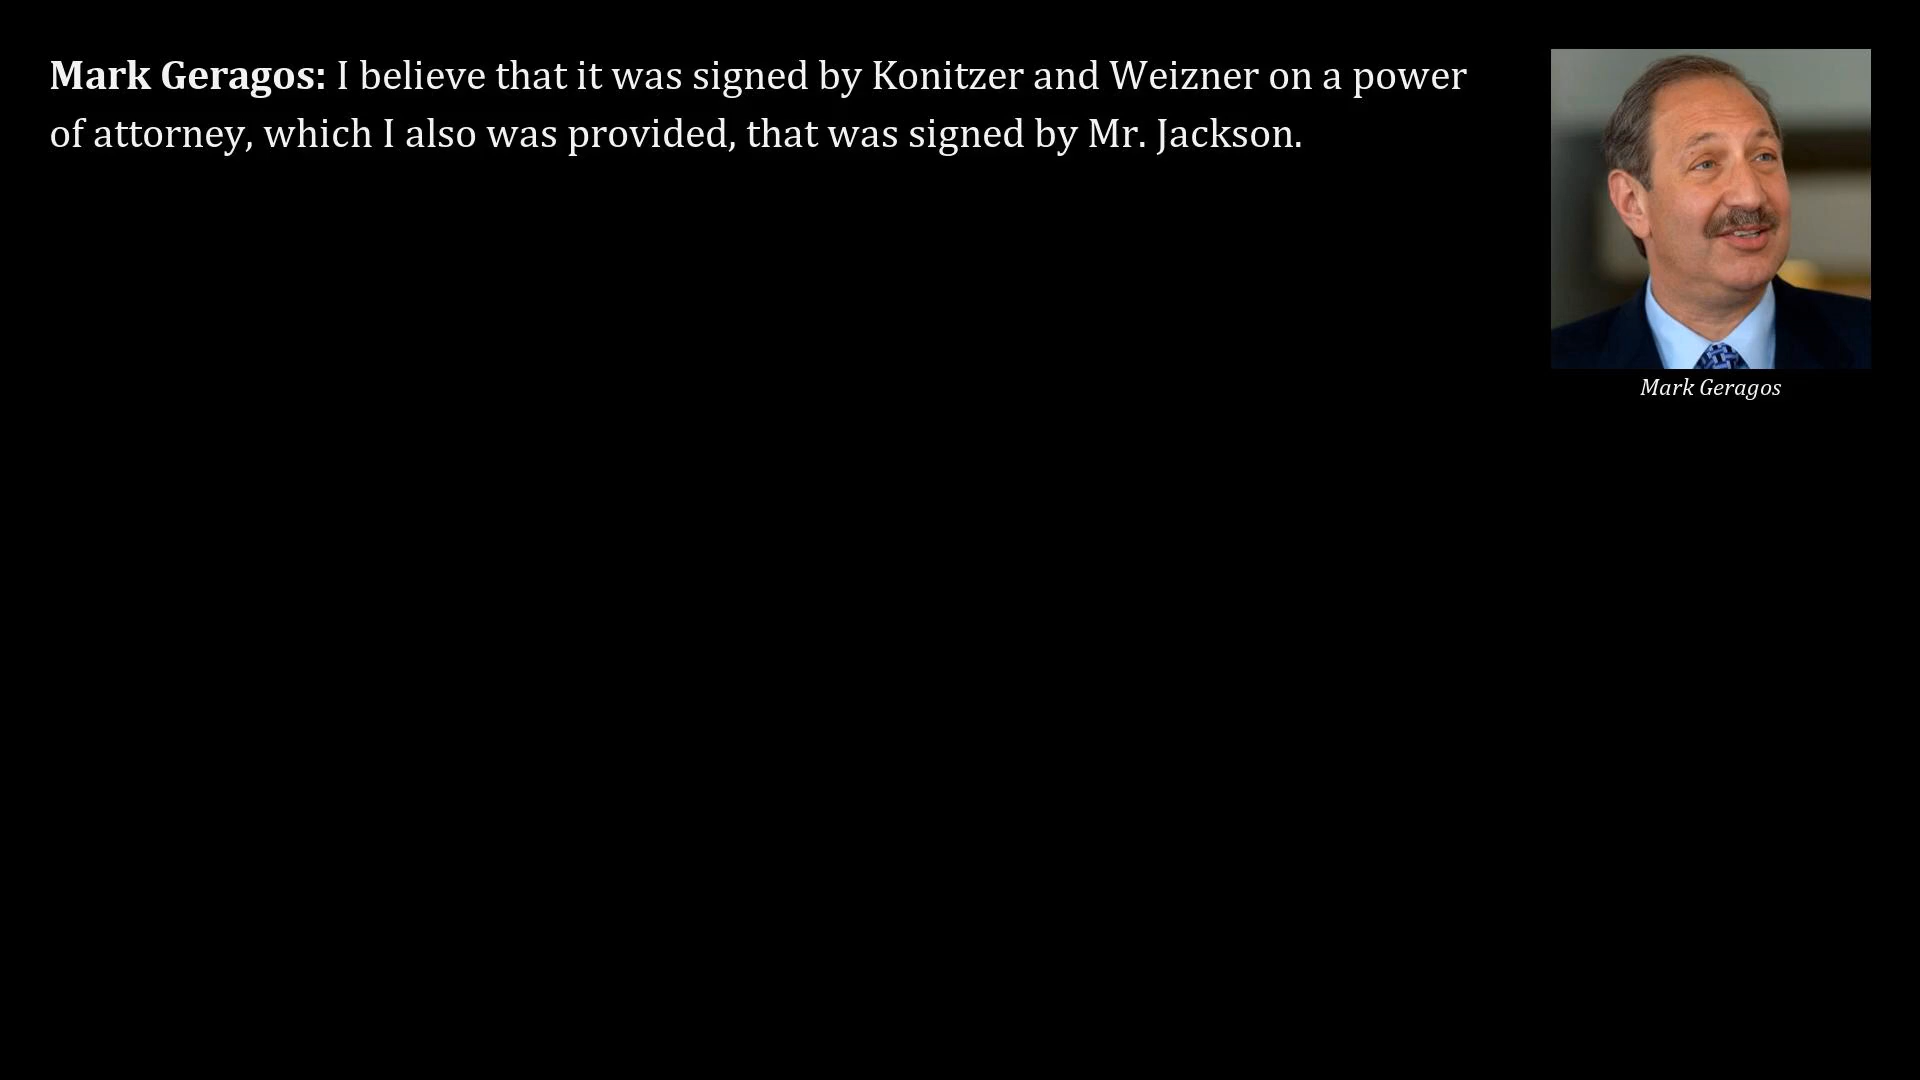 Mark Geragos: I believe that it was signed by Konitzer and Weizner on a power
of attorney, which I also was provided, that was signed by Mr. Jackson.
Mark Geragos